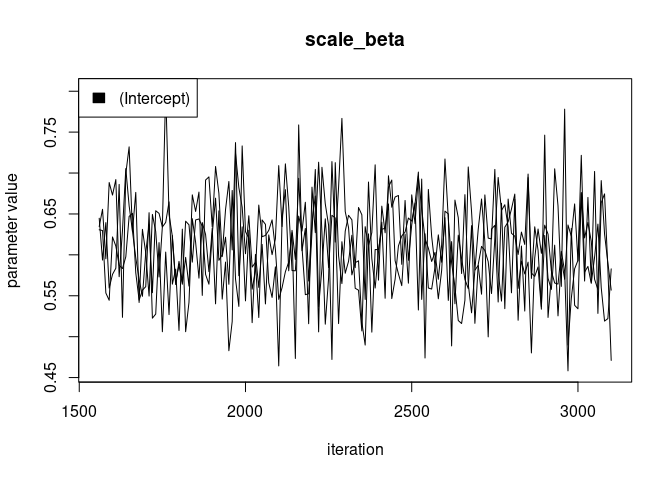 scale_beta
(Intercept)
0.75
0.65
0.55
0.45
parameter value
1500 2000 2500 3000
iteration